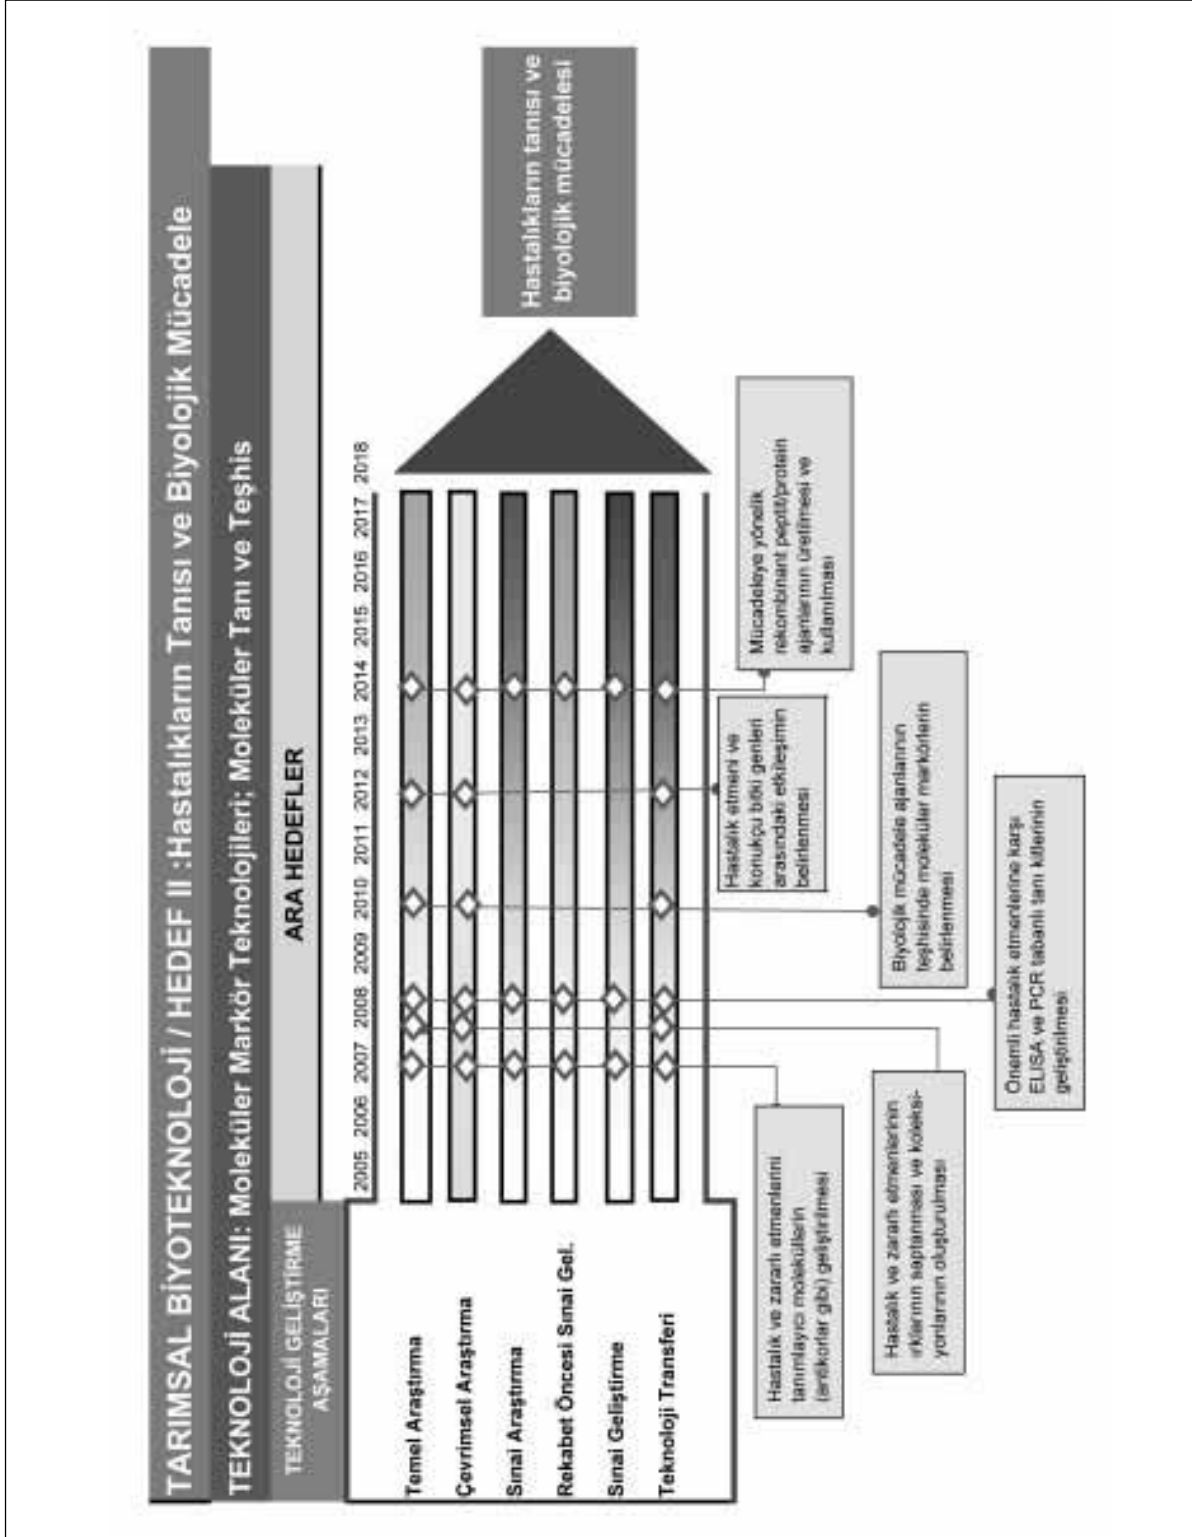 TARIMSAL BİYOTEKNOLOJİ / HEDEF II :Hastalıkların Tanısı ve Biyolojik Mücadele
TEKNOLOJİ ALANI: Moleküler Markör Teknolojileri; Moleküler Tanı ve Teşhis
TEKNOLOJİ GELİŞTİRME
AŞAMALARI
ARA HEDEFLER
2005 2006 2007 2008 2009 2010 2011 2012 2013 2014 2015 2016 2017 2018
Temel Araştırma
Çevrimsel Araştırma
Sınai Araştırma
Rekabet Öncesi Sınai Gel.
Sınai Geliştirme
Teknoloji Transferi
Hastalıkların tanısı ve
biyolojik mücadelesi
Hastalık ve zararlı etmenlerini
tanımlayıcı moleküllerin
(antikorlar gibi) geliştirilmesi
Hastalık ve zararlı etmenlerinin
ırklarının saptanması ve koleksi-
yonlarının oluşturulması
Önemli hastalık etmenlerine karşı
ELISA ve PCR tabanlı tanı kitlerinin
geliştirilmesi
Biyolojik mücadele ajanlarının
teşhisinde moleküler markörlerin
belirlenmesi
Hastalık etmeni ve
konukçu bitki genleri
arasındaki etkileşimin
belirlenmesi
Mücadeleye yönelik
rekombinant peptit/protein
ajanlarının üretilmesi ve
kullanılması